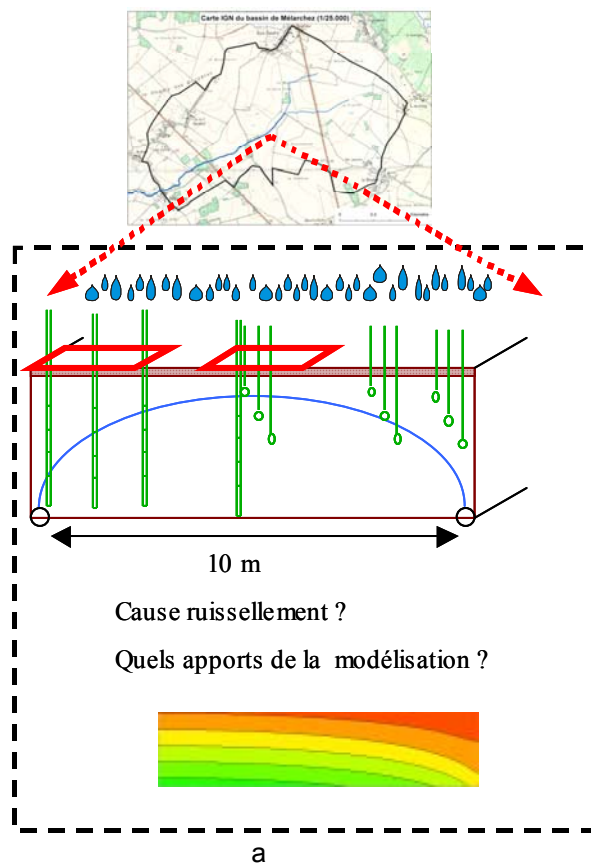 Carte IGN du bassin de Mélarchez (1/25.000)
10 m
Cause ruissellement ?
Quels apports de la modélisation ?
a